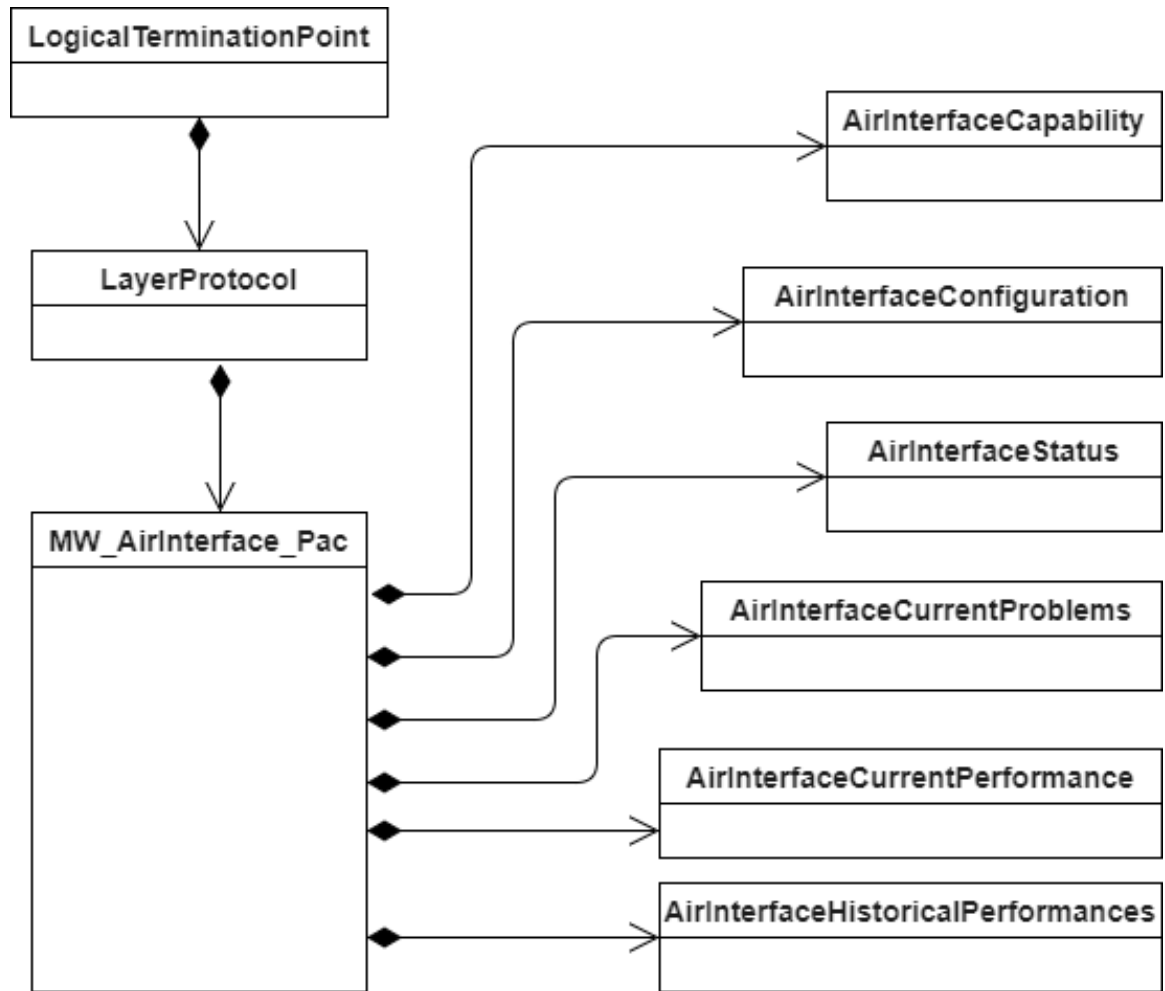 LogicalTerminationPoint
AirInterfaceCapability
LayerProtocol
AirInterfaceConfiguration
AirInterfaceStatus
MW_AirInterface_Pac
AirInterfaceCurrentProblems
AirInterfaceCurrentPerformance
AirInterfaceHistoricalPerformances